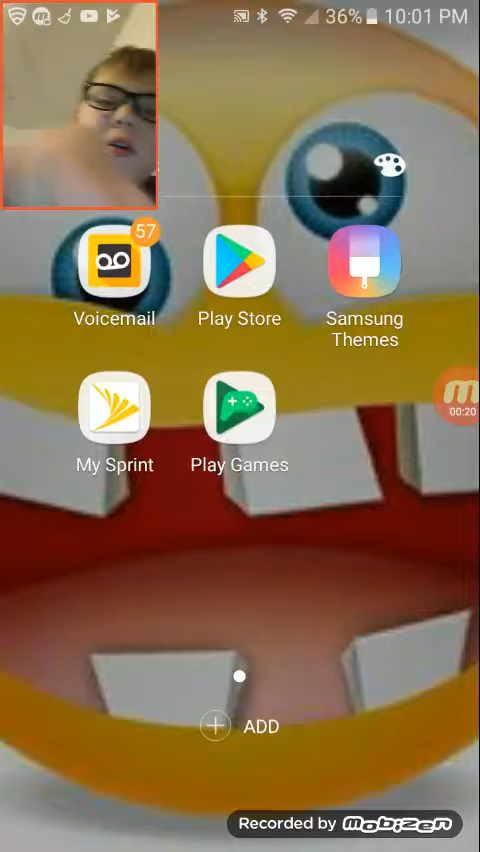 36% 10:01 PM
57
Voicemail
Play Store
Samsung Themes
00:20
My Sprint
Play Games
ADD
Recorded by mobizen